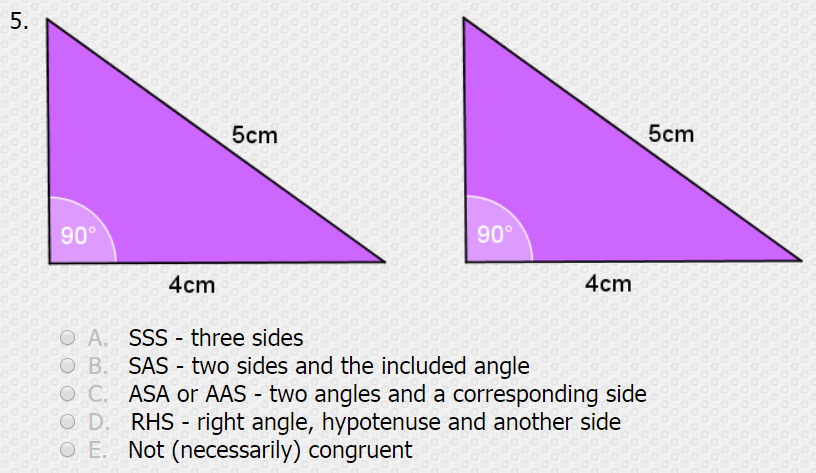 5.
5cm
5cm
90°
90°
4cm
4cm
A. SSS - three sides
B. SAS - two sides and the included angle
C. ASA or AAS - two angles and a corresponding side
D. RHS - right angle, hypotenuse and another side
E. Not (necessarily) congruent